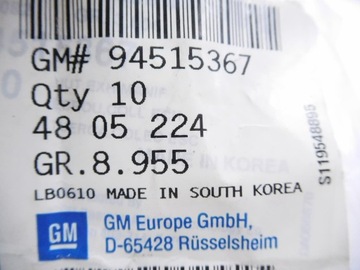 GM# 94515367
Qty 10
48 05 224
GR.8.955
LB0610 MADE IN SOUTH KOREA
GM
GM Europe GmbH,
D-65428 Rüsselsheim
S119548899